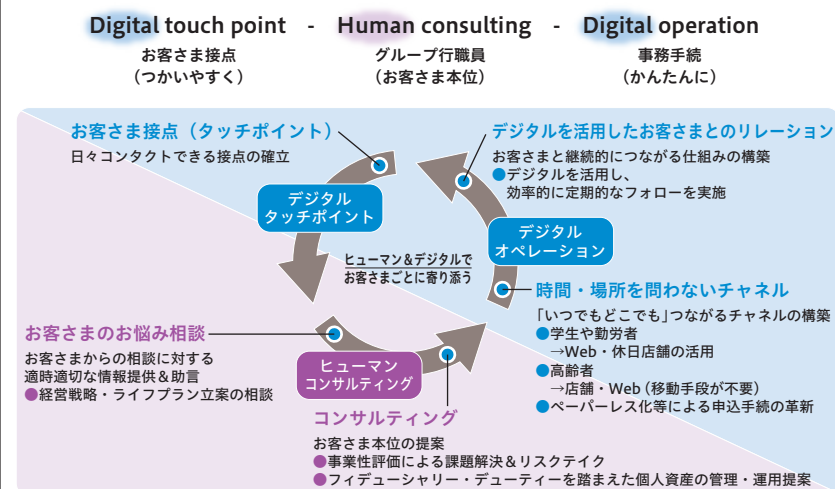 Digital touch point - Human consulting - Digital operation
お客さま接点 グループ行職員 事務手続
（つかいやすく） （お客さま本位） （かんたんに）
お客さま接点（タッチポイント）
日々コンタクトできる接点の確立
デジタルを活用したお客さまとのリレーション
お客さまと継続的につながる仕組みの構築
●デジタルを活用し、
効率的に定期的なフォローを実施
デジタル
タッチポイント
デジタル
オペレーション
ヒューマン＆デジタルで
お客さまごとに寄り添う
時間・場所を問わないチャネル
「いつでもどこでも」つながるチャネルの構築
●学生や勤労者
→Web・休日店舗の活用
●高齢者
→店舗・Web（移動手段が不要）
●ペーパーレス化等による申込手続の革新
お客さまのお悩み相談
お客さまからの相談に対する
適時適切な情報提供＆助言
●経営戦略・ライフプラン立案の相談
ヒューマン
コンサルティング
コンサルティング
お客さま本位の提案
●事業性評価による課題解決＆リスクテイク
●フィデューシャリー・デューティーを踏まえた個人資産の管理・運用提案